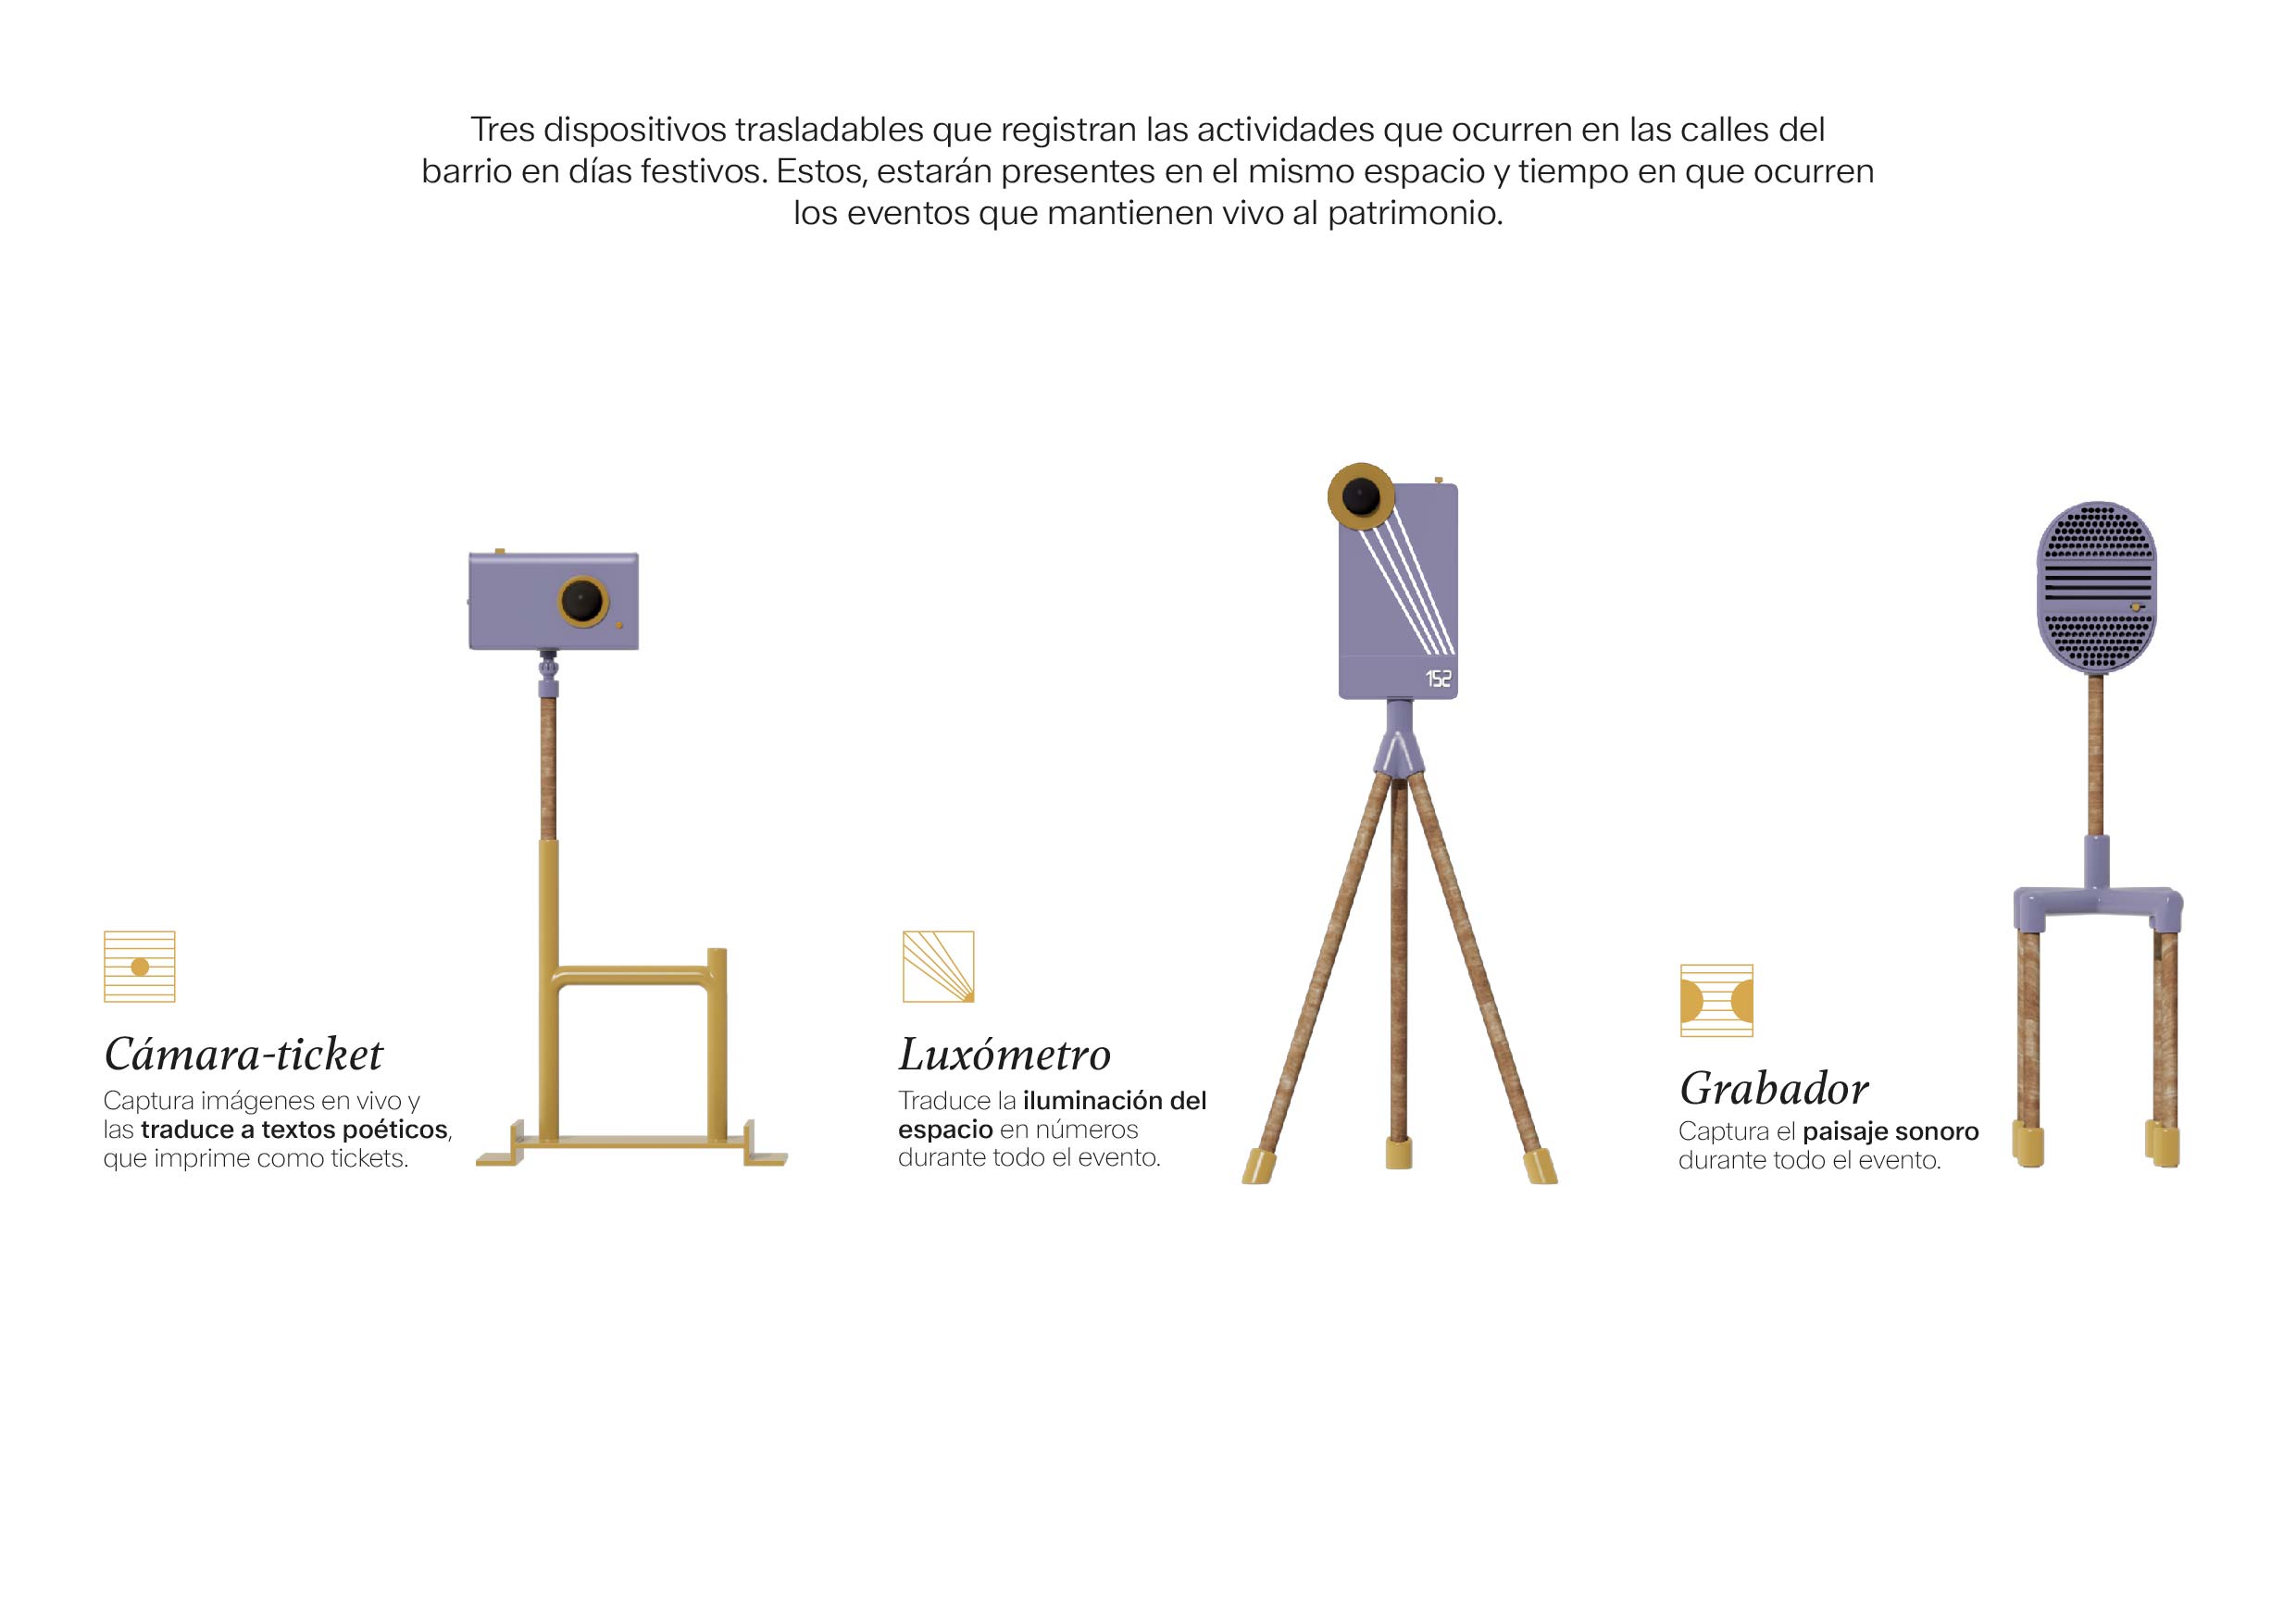 Tres dispositivos trasladables que registran las actividades que ocurren en las calles del
barrio en días festivos. Estos, estarán presentes en el mismo espacio y tiempo en que ocurren
los eventos que mantienen vivo al patrimonio.
152
Cámara-ticket
Captura imágenes en vivo y
las traduce a textos poéticos,
que imprime como tickets.
Luxómetro
Traduce la iluminación del
espacio en números
durante todo el evento.
Grabador
Captura el paisaje sonoro
durante todo el evento.